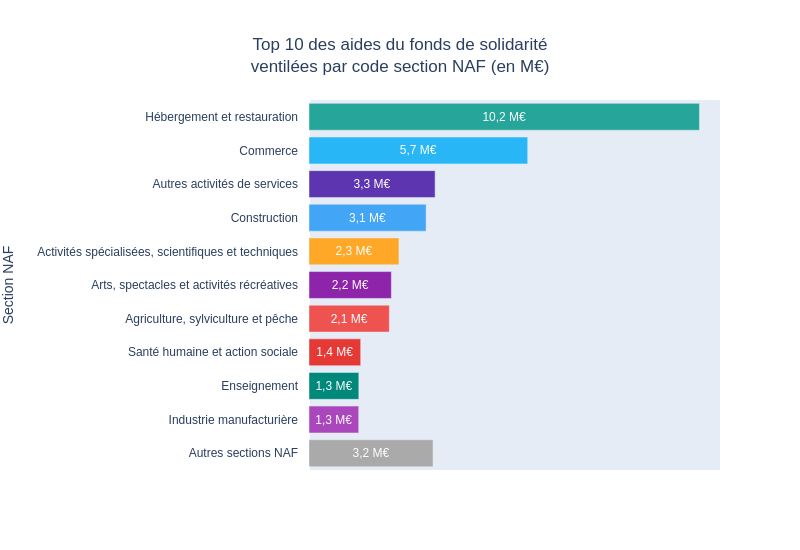 Top 10 des aides du fonds de solidarité
ventilées par code section NAF (en M€)
Section NAF
Hébergement et restauration 10,2 M€
Commerce 5,7 M€
Autres activités de services 3,3 M€
Construction 3,1 M€
Activités spécialisées, scientifiques et techniques 2,3 M€
Arts, spectacles et activités récréatives 2,2 M€
Agriculture, sylviculture et pêche 2,1 M€
Santé humaine et action sociale 1,4 M€
Enseignement 1,3 M€
Industrie manufacturière 1,3 M€
Autres sections NAF 3,2 M€